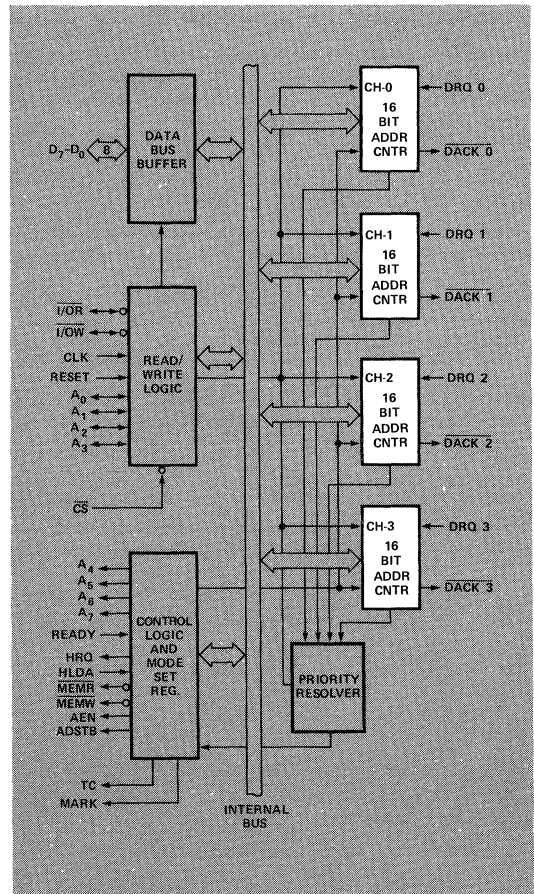 DATA
BUS
BUFFER
D7-D0
8
I/OR
I/OW
CLK
RESET
A0
A1
A2
A3
READ/
WRITE
LOGIC
CS
A4
A5
A6
A7
READY
HRQ
HLDA
MEMR
MEMW
AEN
ADSTB
CONTROL
LOGIC
AND
MODE
SET
REG.
TC
MARK
INTERNAL
BUS
CH-0
16
BIT
ADDR
CNTR
DRQ 0
DACK 0
CH-1
16
BIT
ADDR
CNTR
DRQ 1
DACK 1
CH-2
16
BIT
ADDR
CNTR
DRQ 2
DACK 2
CH-3
16
BIT
ADDR
CNTR
DRQ 3
DACK 3
PRIORITY
RESOLVER